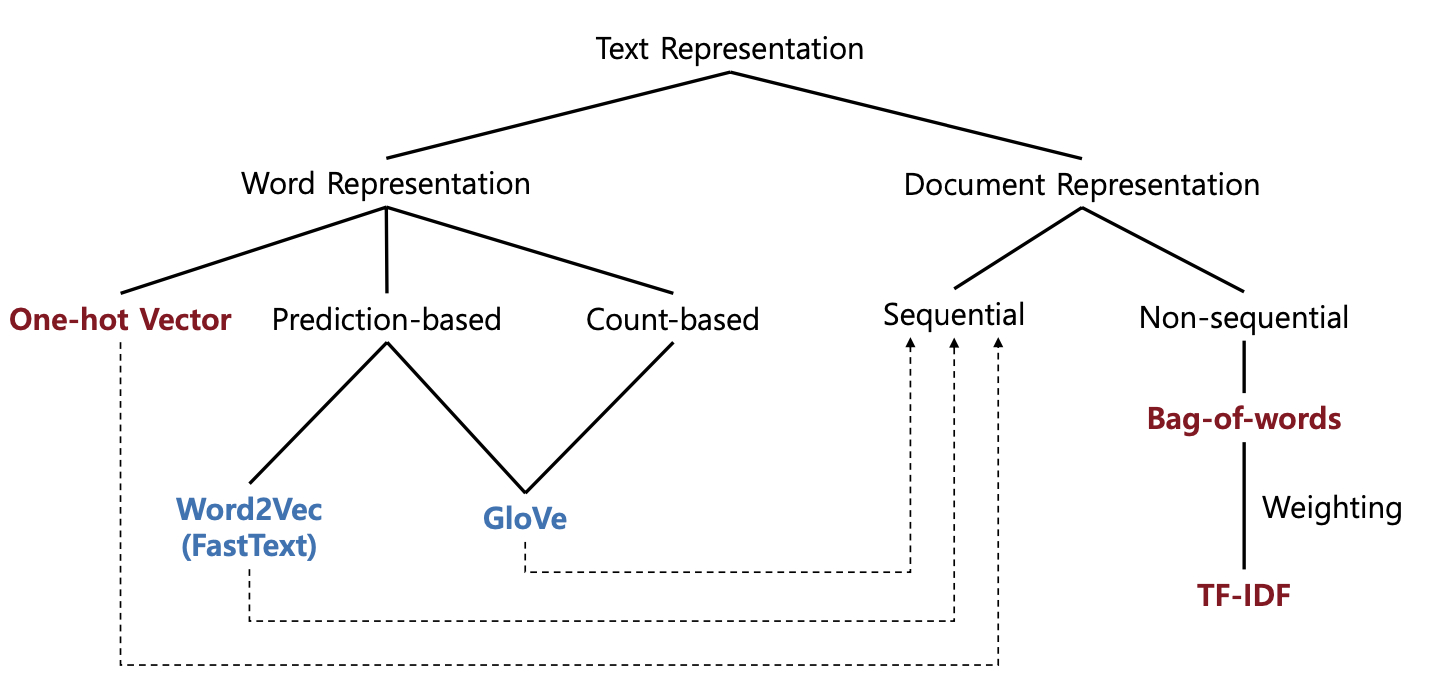 Text Representation
Word Representation
Document Representation
One-hot Vector
Prediction-based
Count-based
Sequential
Non-sequential
Bag-of-words
Word2Vec
(FastText)
GloVe
Weighting
TF-IDF